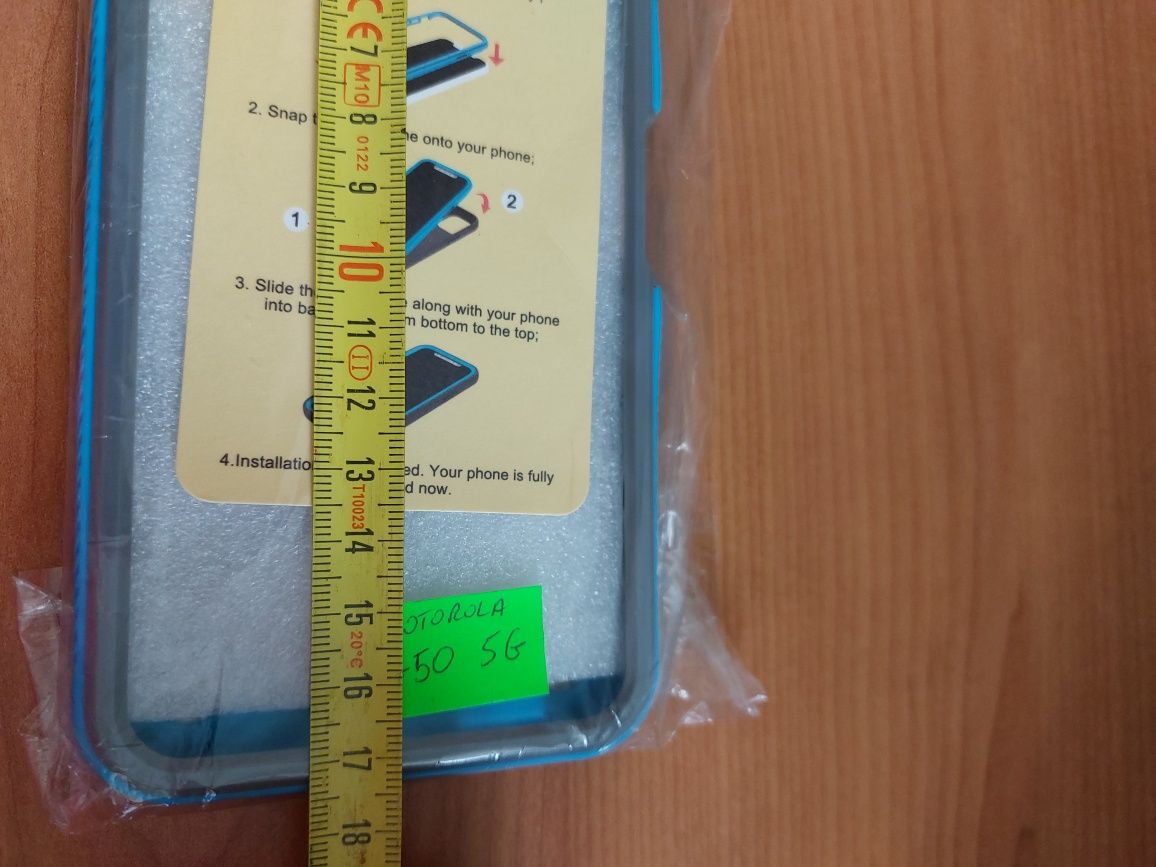 CE
7
M10
2. Snap t
e onto your phone;
8
0122
9
1
2
10
3. Slide th
along with your phone
into ba
m bottom to the top;
11
II
12
4.Installatio
ed. Your phone is fully
d now.
13
T10023
14
OTOROLA
50 5G
15
20°C
16
17
18